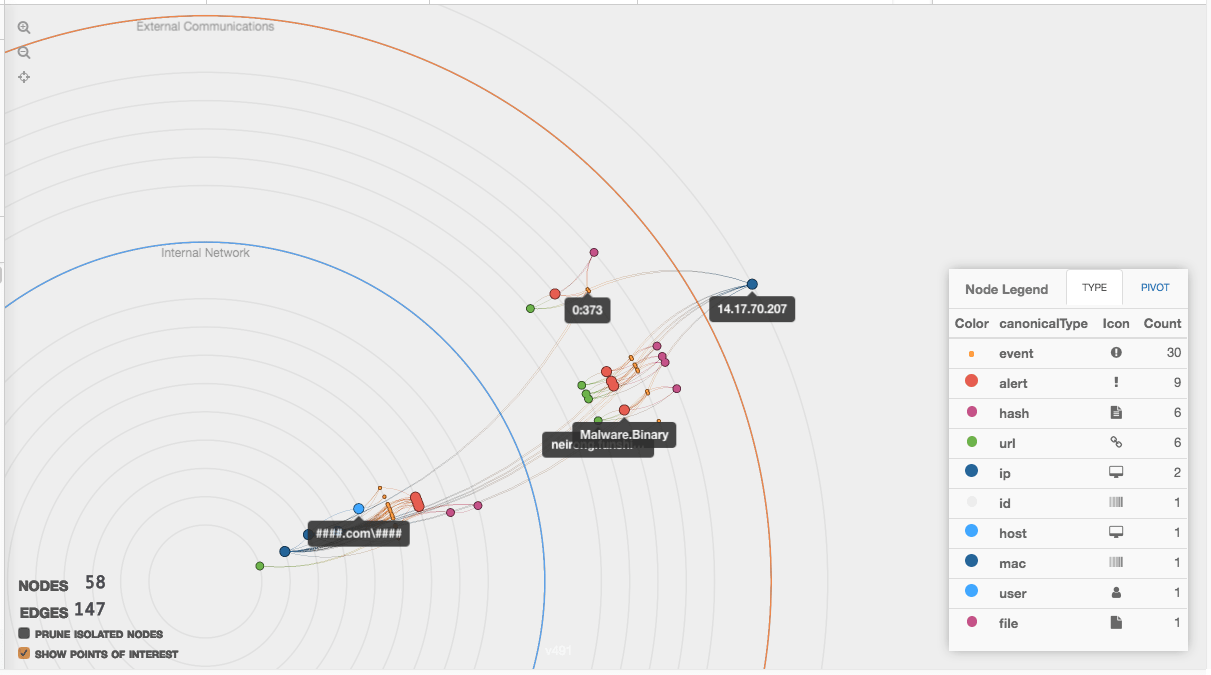 External Communications
Internal Network
0:373
14.17.70.207
Malware.Binary
####.com\####
NODES 58
EDGES 147
PRUNE ISOLATED NODES
SHOW POINTS OF INTEREST
v491
Node Legend TYPE PIVOT
Color canonicalType Icon Count
event 30
alert 9
hash 6
url 6
ip 2
id 1
host 1
mac 1
user 1
file 1